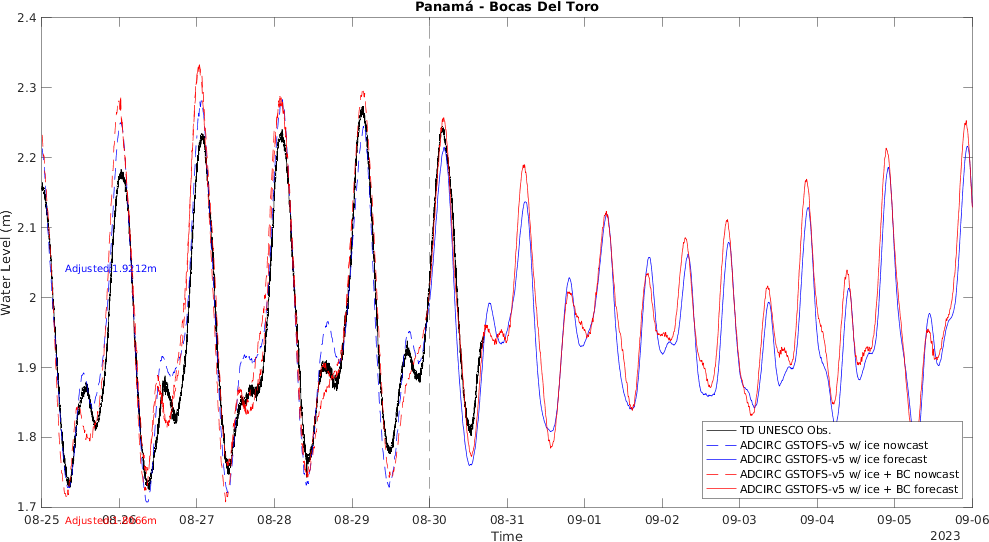 Panamá - Bocas Del Toro
2.4
2.3
2.2
2.1
2
1.9
1.8
1.7
Water Level (m)
Adjusted 1.9212m
TD UNESCO Obs.
ADCIRC GSTOFS-v5 w/ ice nowcast
ADCIRC GSTOFS-v5 w/ ice forecast
ADCIRC GSTOFS-v5 w/ ice + BC nowcast
ADCIRC GSTOFS-v5 w/ ice + BC forecast
08-25 08-26 08-27 08-28 08-29 08-30 08-31 09-01 09-02 09-03 09-04 09-05 09-06
Adjusted
Time
2023